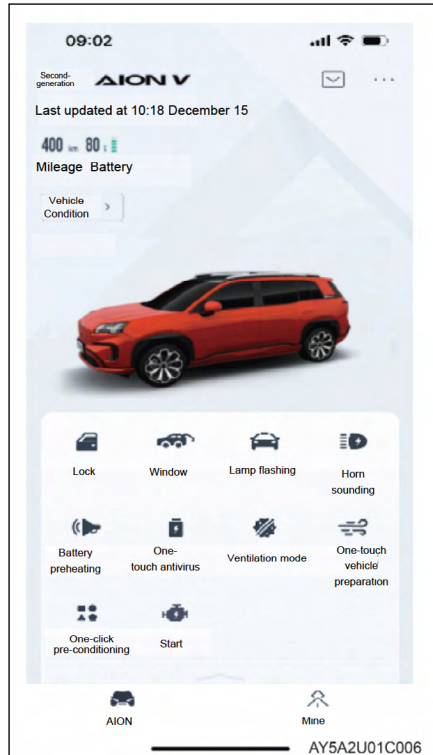 09:02
Second-
generation
AION V
Last updated at 10:18 December 15
400 km 80 %
Mileage Battery
Vehicle
Condition >
Lock
Window
Lamp flashing
Horn
sounding
Battery
preheating
One-
touch antivirus
Ventilation mode
One-touch
vehicle
preparation
One-click
pre-conditioning
Start
AION
Mine
AY5A2U01C006